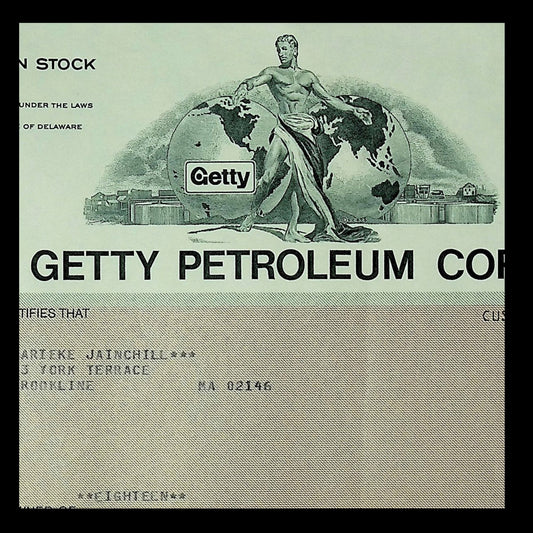 N STOCK
UNDER THE LAWS
OF DELAWARE
Getty
GETTY PETROLEUM COR
TIFIES THAT
CUS
ARIEKE JAINCHILL***
3 YORK TERRACE
ROOKLINE MA 02146
**EIGHTEEN**